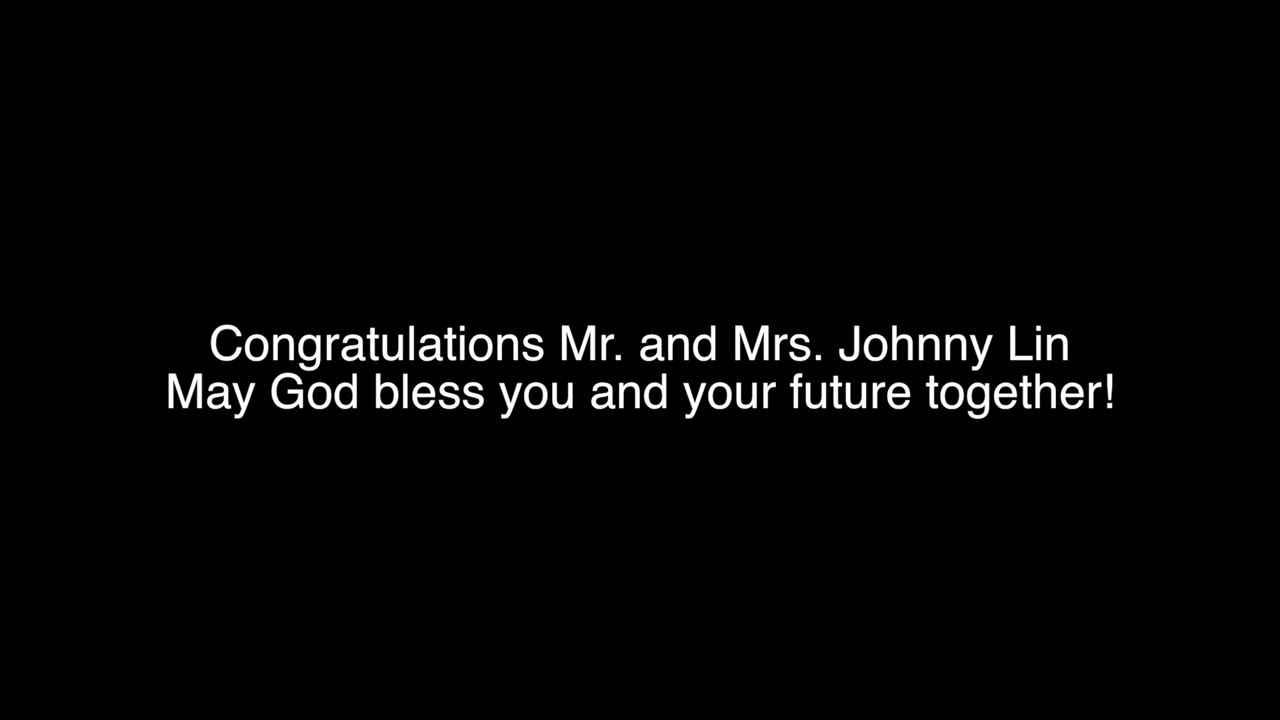 Congratulations Mr. and Mrs. Johnny Lin
May God bless you and your future together!